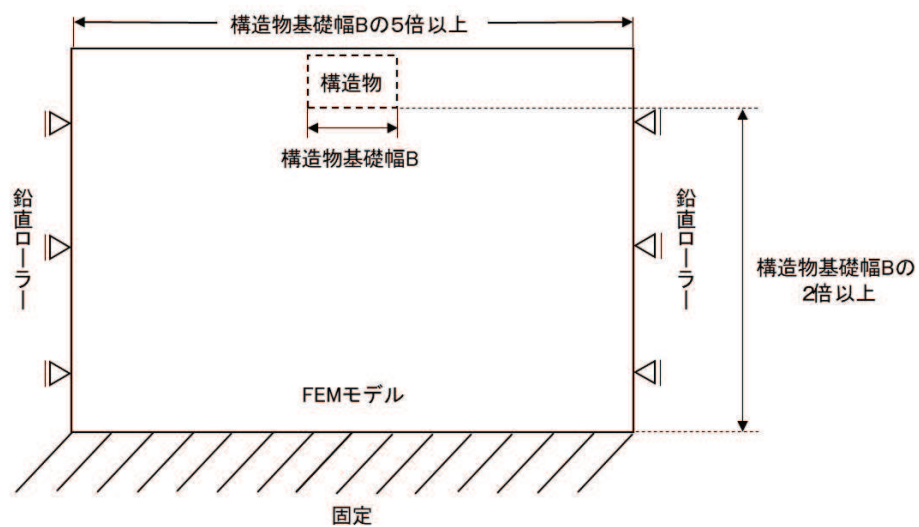 構造物基礎幅Bの5倍以上
構造物
構造物基礎幅B
鉛直ローラー
鉛直ローラー
構造物基礎幅Bの
2倍以上
FEMモデル
固定